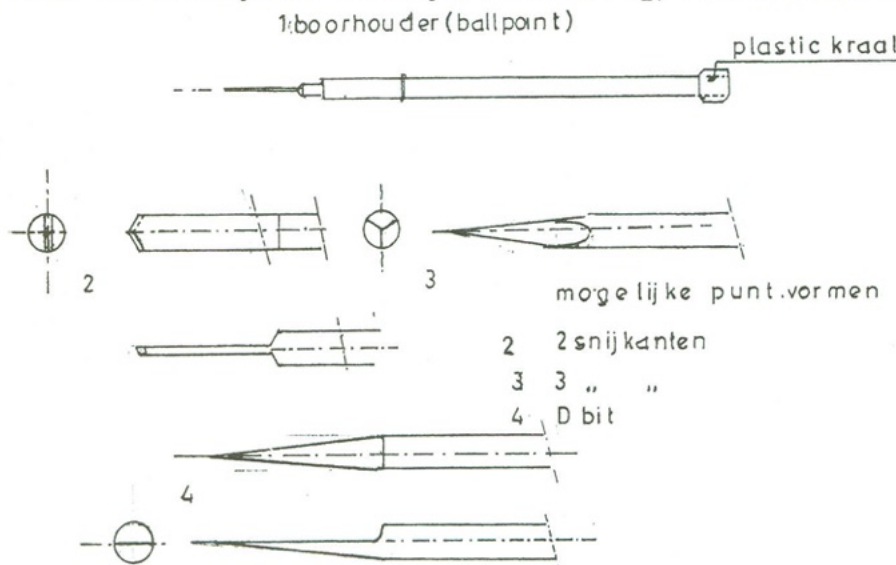 1 boorhouder (ballpoint)
plastic kraal
2
3
mogelijke punt.vormen
2 2 snijkanten
3 3 „ „
4 D bit
4